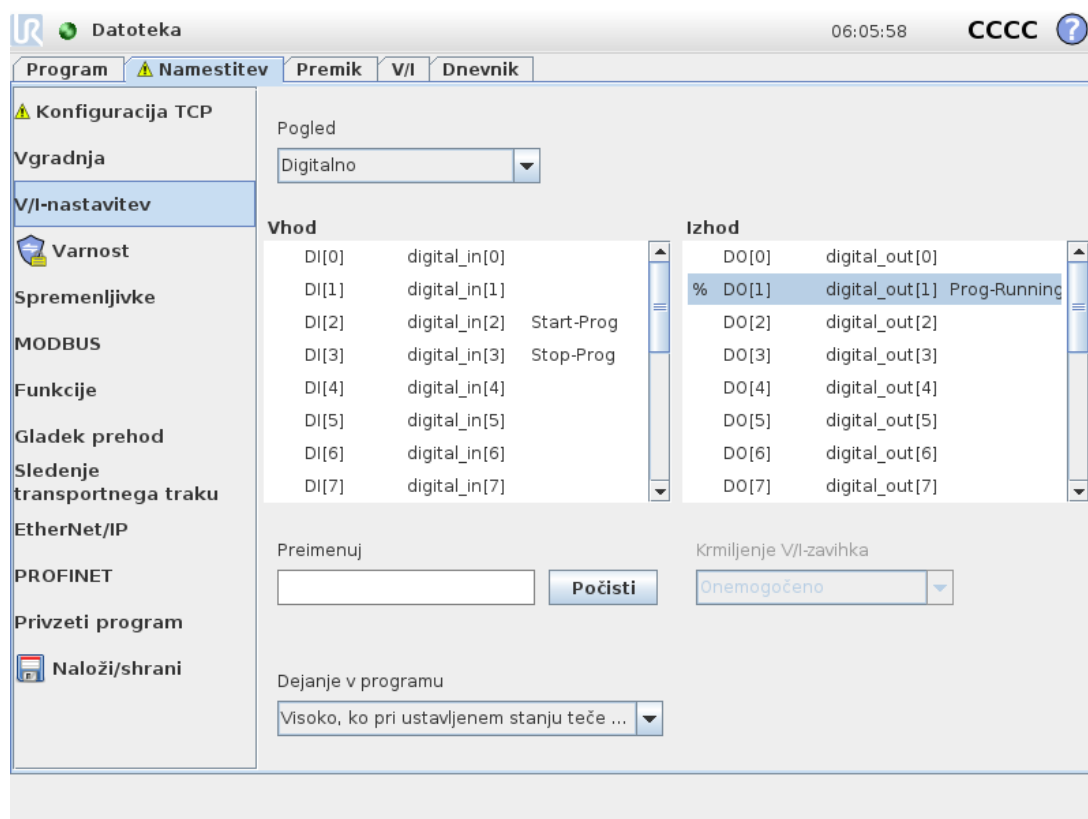 UR Datoteka 06:05:58 CCCC ?
Program Namestitev Premik V/I Dnevnik
Konfiguracija TCP
Vgradnja
V/I-nastavitev
Varnost
Spremenljivke
MODBUS
Funkcije
Gladek prehod
Sledenje
transportnega traku
EtherNet/IP
PROFINET
Privzeti program
Naloži/shrani
Pogled
Digitalno
Vhod
DI[0] digital_in[0]
DI[1] digital_in[1]
DI[2] digital_in[2] Start-Prog
DI[3] digital_in[3] Stop-Prog
DI[4] digital_in[4]
DI[5] digital_in[5]
DI[6] digital_in[6]
DI[7] digital_in[7]
Izhod
DO[0] digital_out[0]
% DO[1] digital_out[1] Prog-Running
DO[2] digital_out[2]
DO[3] digital_out[3]
DO[4] digital_out[4]
DO[5] digital_out[5]
DO[6] digital_out[6]
DO[7] digital_out[7]
Preimenuj
Počisti
Krmiljenje V/I-zavihka
Onemogočeno
Dejanje v programu
Visoko, ko pri ustavljenem stanju teče ...